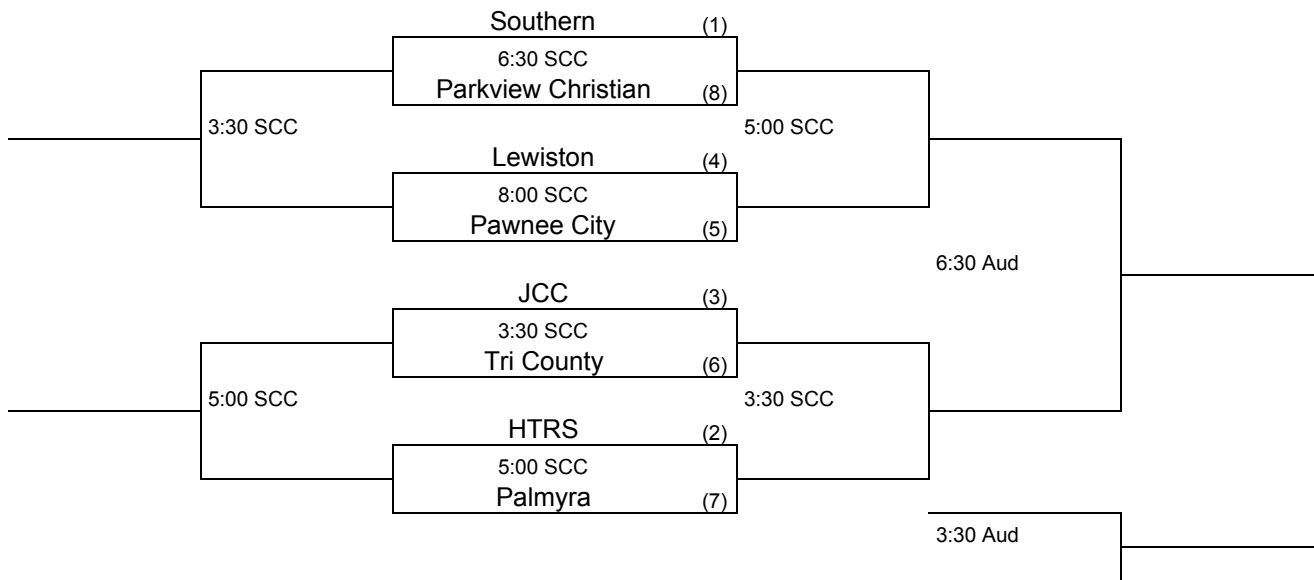 Southern (1)
6:30 SCC
Parkview Christian (8)
3:30 SCC
5:00 SCC
Lewiston (4)
8:00 SCC
Pawnee City (5)
6:30 Aud
JCC (3)
3:30 SCC
Tri County (6)
5:00 SCC
3:30 SCC
HTRS (2)
5:00 SCC
Palmyra (7)
3:30 Aud